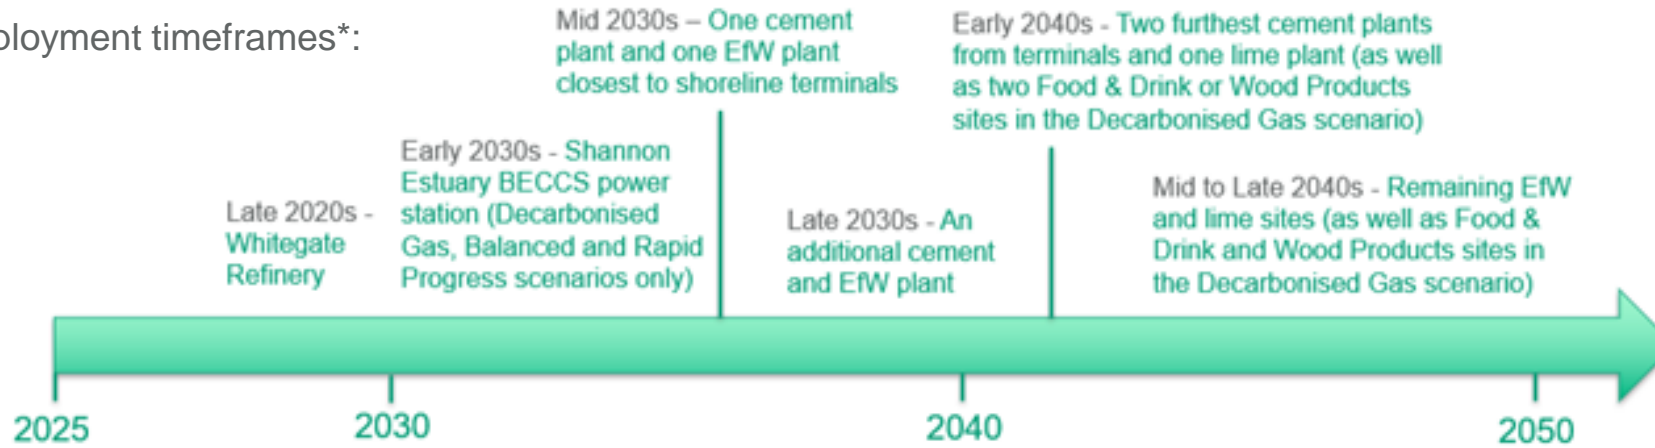 ployment timeframes*:
Mid 2030s – One cement
plant and one EfW plant
closest to shoreline terminals
Early 2040s - Two furthest cement plants
from terminals and one lime plant (as well
as two Food & Drink or Wood Products
sites in the Decarbonised Gas scenario)
Late 2020s -
Whitegate
Refinery
Early 2030s - Shannon
Estuary BECCS power
station (Decarbonised
Gas, Balanced and Rapid
Progress scenarios only)
Late 2030s - An
additional cement
and EfW plant
Mid to Late 2040s - Remaining EfW
and lime sites (as well as Food &
Drink and Wood Products sites in
the Decarbonised Gas scenario)
2025
2030
2040
2050